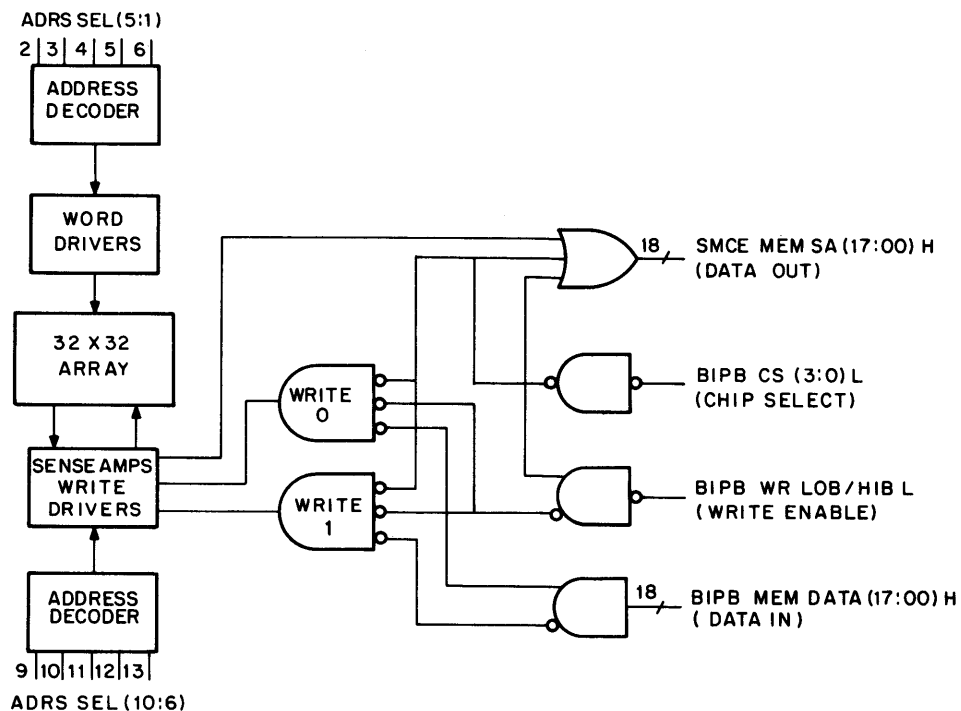 ADRS SEL (5:1)
2 3 4 5 6
ADDRESS
DECODER
WORD
DRIVERS
32 X 32
ARRAY
SENSE AMPS
WRITE
DRIVERS
ADDRESS
DECODER
9 10 11 12 13
ADRS SEL (10:6)
WRITE
0
WRITE
1
18
SMCE MEM SA (17:00) H
(DATA OUT)
BIPB CS (3:0) L
(CHIP SELECT)
BIPB WR LOB/HIB L
(WRITE ENABLE)
18
BIPB MEM DATA (17:00) H
( DATA IN)